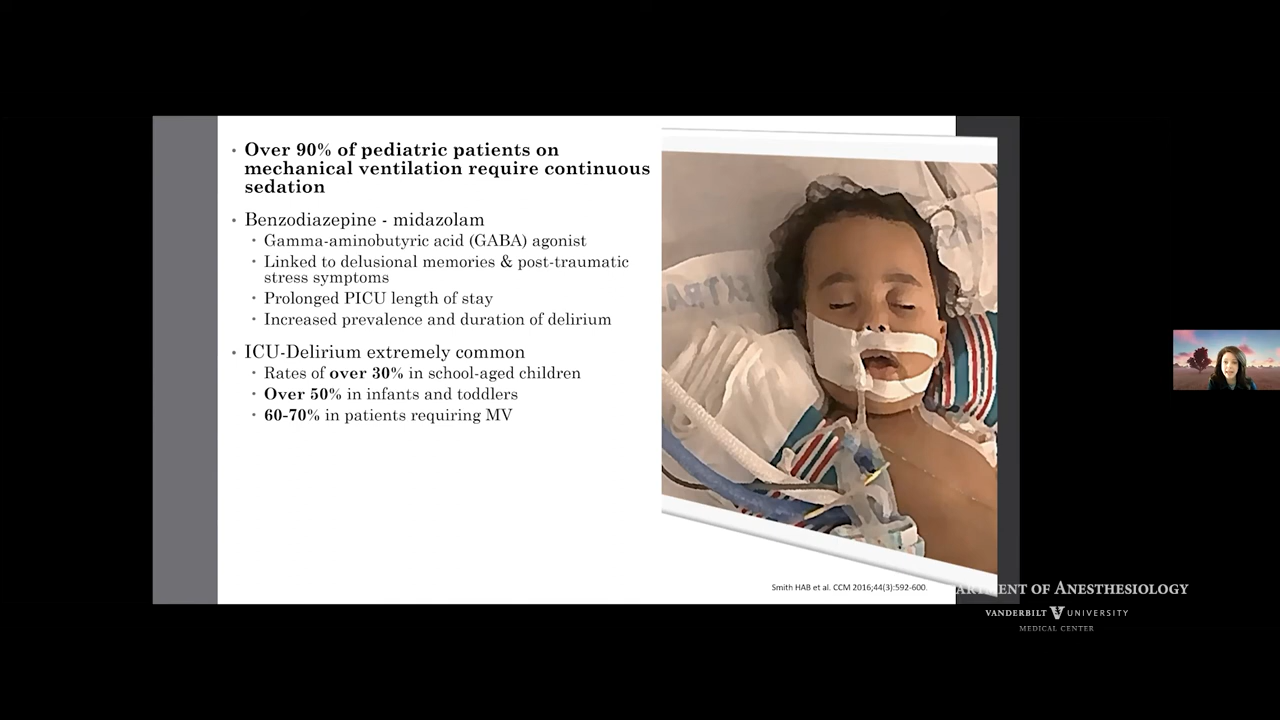 • Over 90% of pediatric patients on
mechanical ventilation require continuous
sedation
• Benzodiazepine - midazolam
• Gamma-aminobutyric acid (GABA) agonist
• Linked to delusional memories & post-traumatic
stress symptoms
• Prolonged PICU length of stay
• Increased prevalence and duration of delirium
• ICU-Delirium extremely common
• Rates of over 30% in school-aged children
• Over 50% in infants and toddlers
• 60-70% in patients requiring MV
EXTRA
Smith HAB et al. CCM 2016;44(3):592-600.
OF ANESTHESIOLOGY
VANDERBILT UNIVERSITY
MEDICAL CENTER